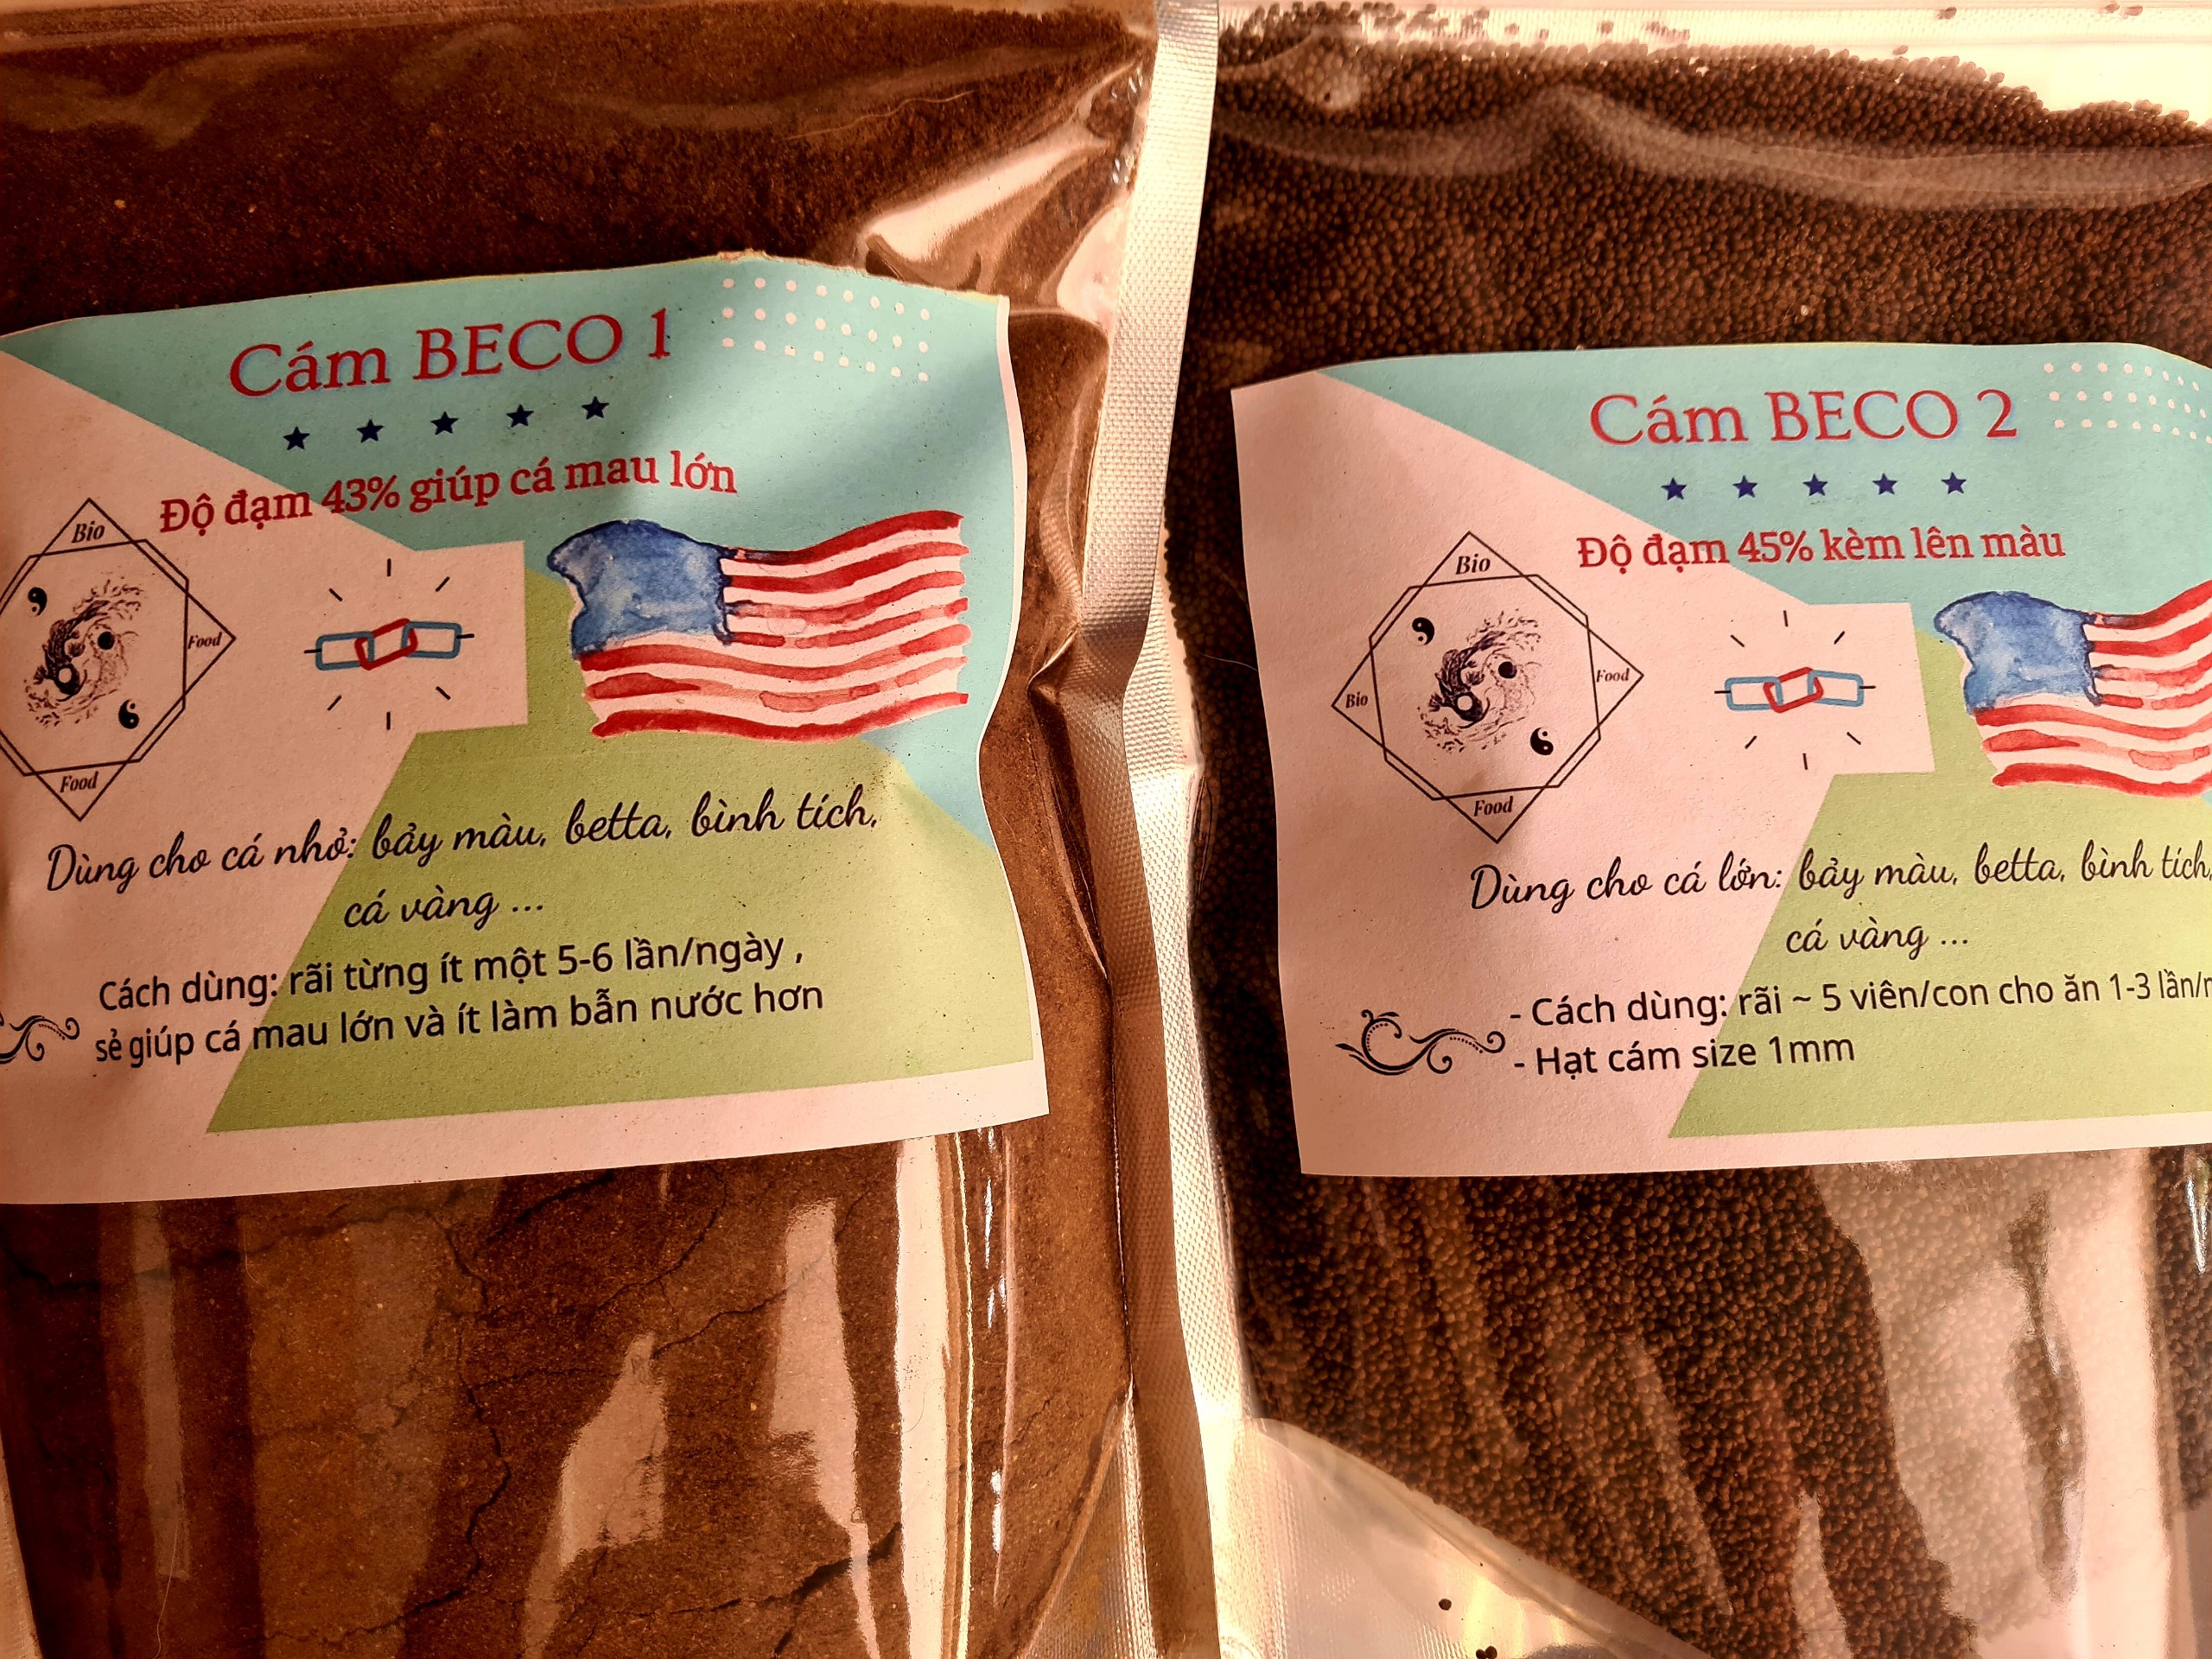 Cám BECO 1
Độ đạm 43% giúp cá mau lớn
Bio
Food
Food
Dùng cho cá nhỏ: bảy màu, betta, bình tích,
cá vàng ...
Cách dùng: rãi từng ít một 5-6 lần/ngày ,
sẻ giúp cá mau lớn và ít làm bẫn nước hơn
Cám BECO 2
Độ đạm 45% kèm lên màu
Bio
Food
Bio
Food
Dùng cho cá lớn: bảy màu, betta, bình tích,
cá vàng ...
- Cách dùng: rãi ~ 5 viên/con cho ăn 1-3 lần/
- Hạt cám size 1mm